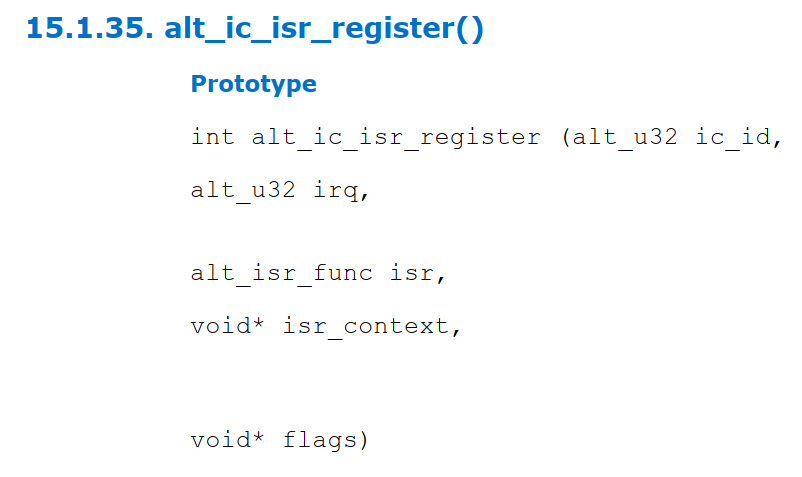 15.1.35. alt_ic_isr_register()
Prototype
int alt_ic_isr_register (alt_u32 ic_id,
alt_u32 irq,
alt_isr_func isr,
void* isr_context,
void* flags)